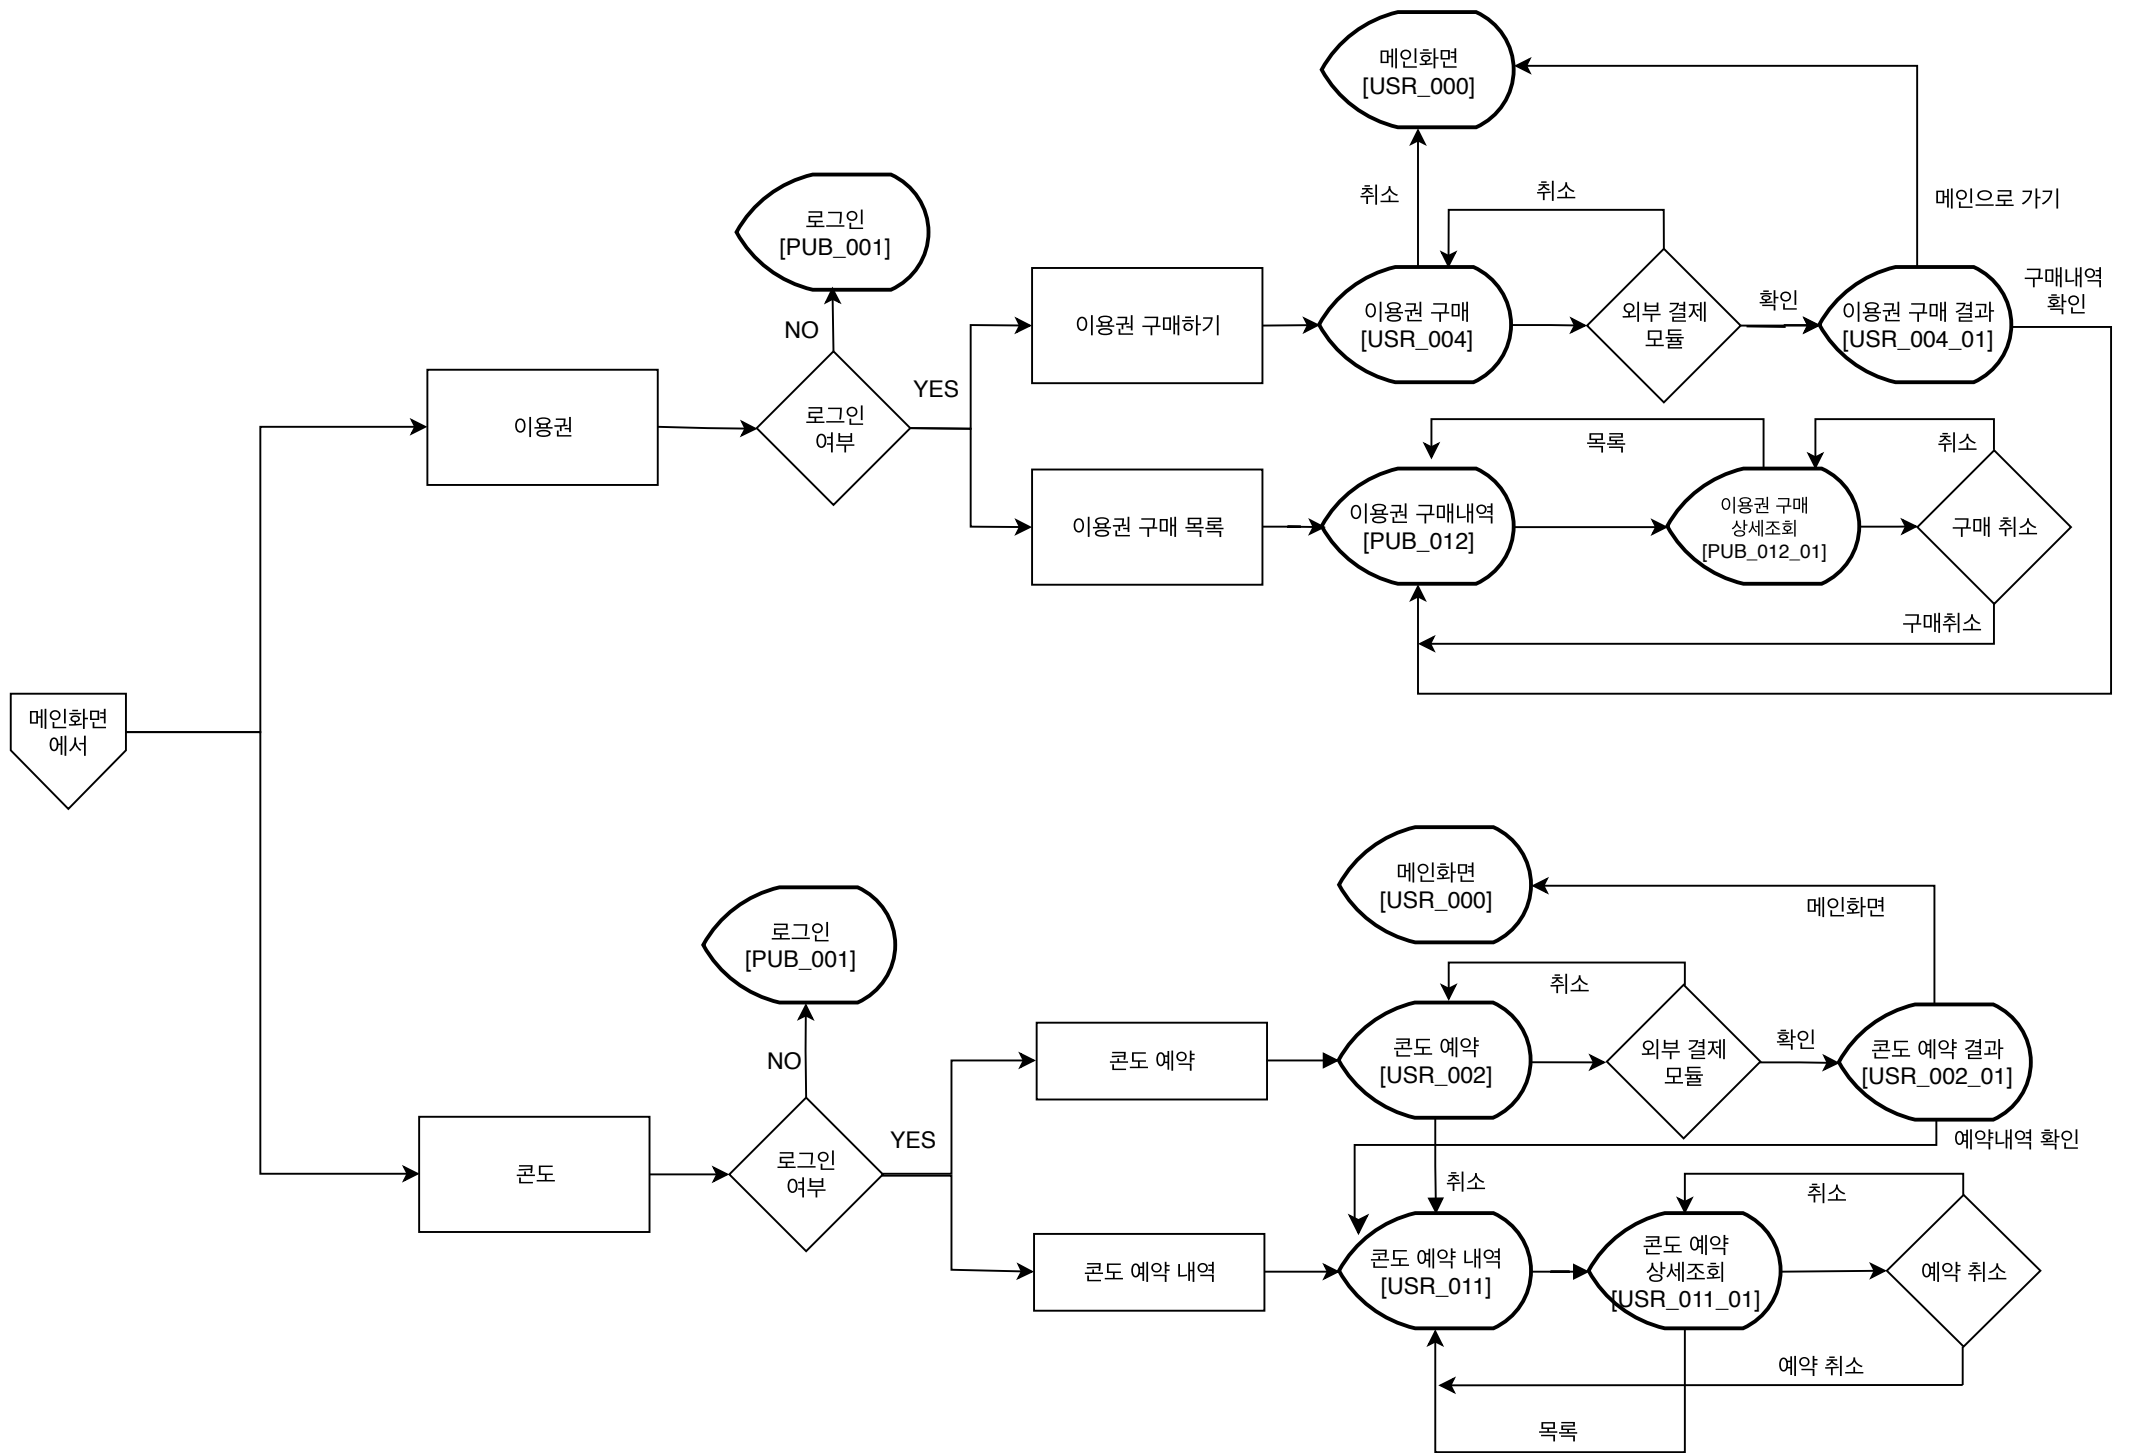 메인화면
[USR_000]
취소
취소
메인으로 가기
로그인
[PUB_001]
NO
이용권 구매하기
이용권 구매
[USR_004]
외부 결제
모듈
확인
이용권 구매 결과
[USR_004_01]
구매내역
확인
이용권
로그인
여부
YES
목록
취소
이용권 구매 목록
이용권 구매내역
[PUB_012]
이용권 구매
상세조회
[PUB_012_01]
구매 취소
구매취소
메인화면
에서
메인화면
[USR_000]
메인화면
로그인
[PUB_001]
NO
취소
콘도 예약
콘도 예약
[USR_002]
외부 결제
모듈
확인
콘도 예약 결과
[USR_002_01]
예약내역 확인
콘도
로그인
여부
YES
취소
취소
콘도 예약 내역
콘도 예약 내역
[USR_011]
콘도 예약
상세조회
[USR_011_01]
예약 취소
예약 취소
목록